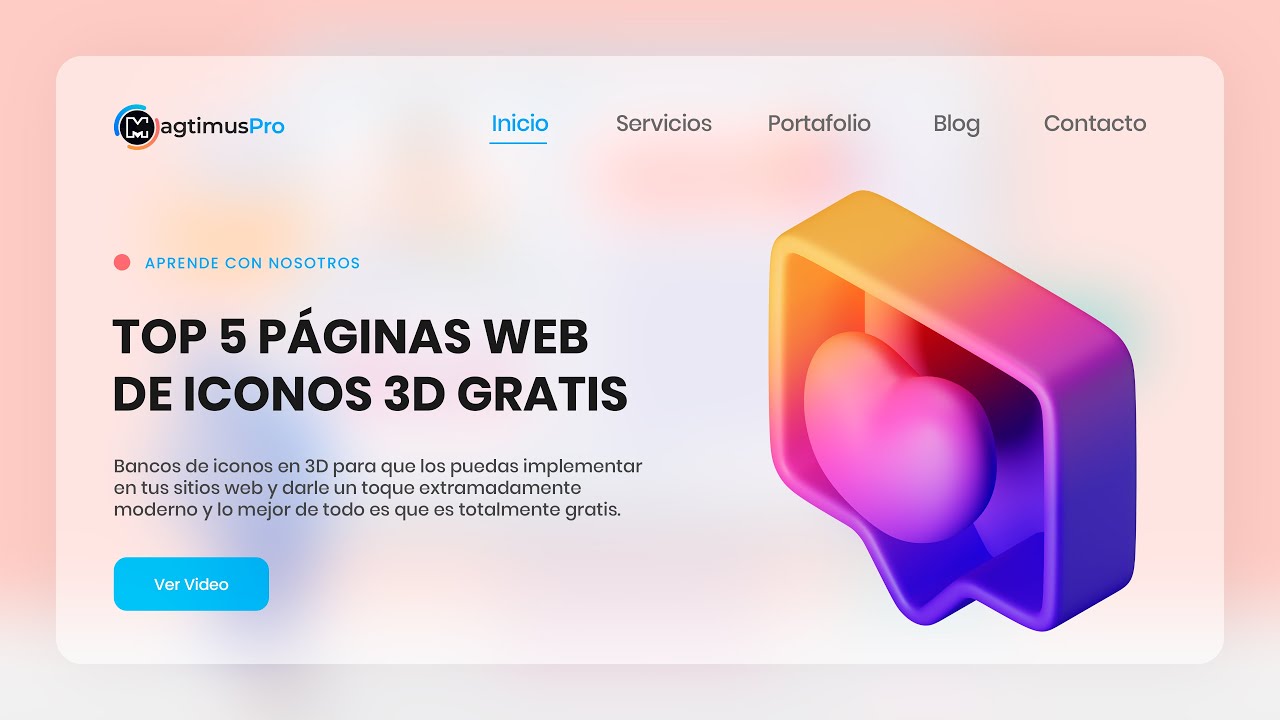 MagtimusPro
Inicio Servicios Portafolio Blog Contacto
APRENDE CON NOSOTROS
TOP 5 PÁGINAS WEB
DE ICONOS 3D GRATIS
Bancos de iconos en 3D para que los puedas implementar
en tus sitios web y darle un toque extramadamente
moderno y lo mejor de todo es que es totalmente gratis.
Ver Video